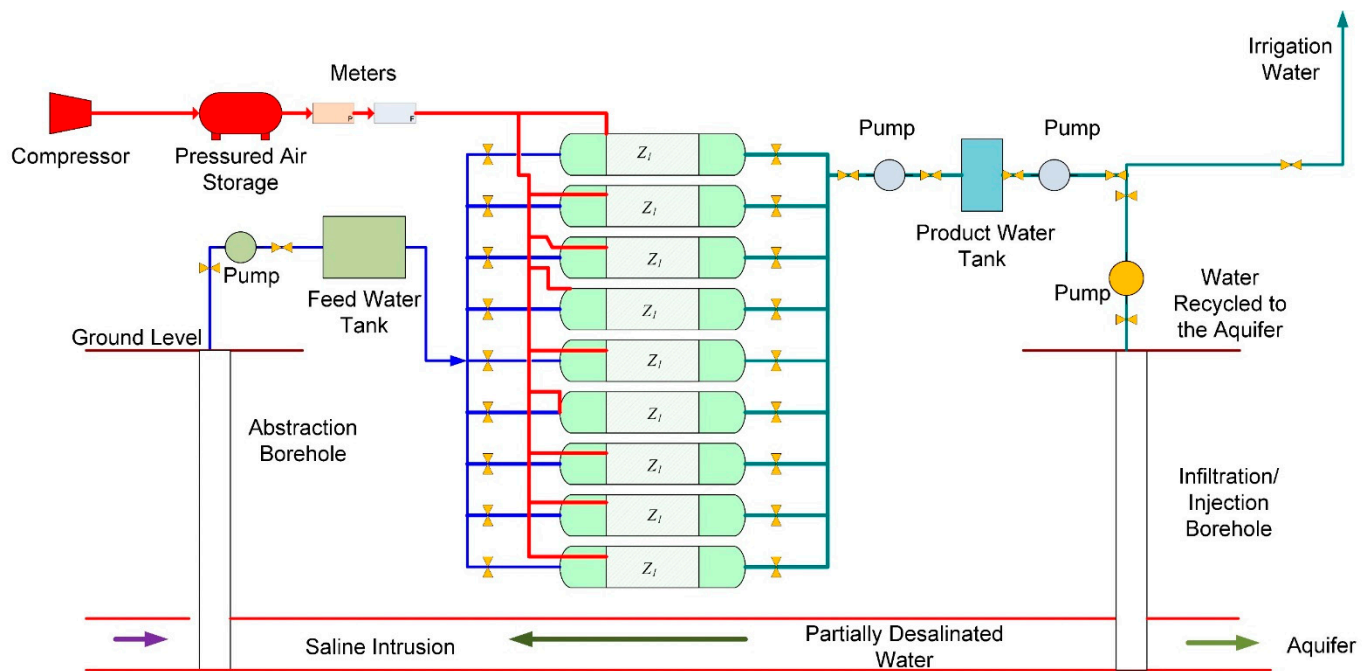 Irrigation
Water
Meters
P
F
Compressor
Pressured Air
Storage
Pump
Pump
Product Water
Tank
Pump
Feed Water
Tank
Ground Level
Pump
Water
Recycled to
the Aquifer
Z1
Z1
Z1
Z1
Z1
Z1
Z1
Z1
Z1
Abstraction
Borehole
Infiltration/
Injection
Borehole
Saline Intrusion
Partially Desalinated
Water
Aquifer